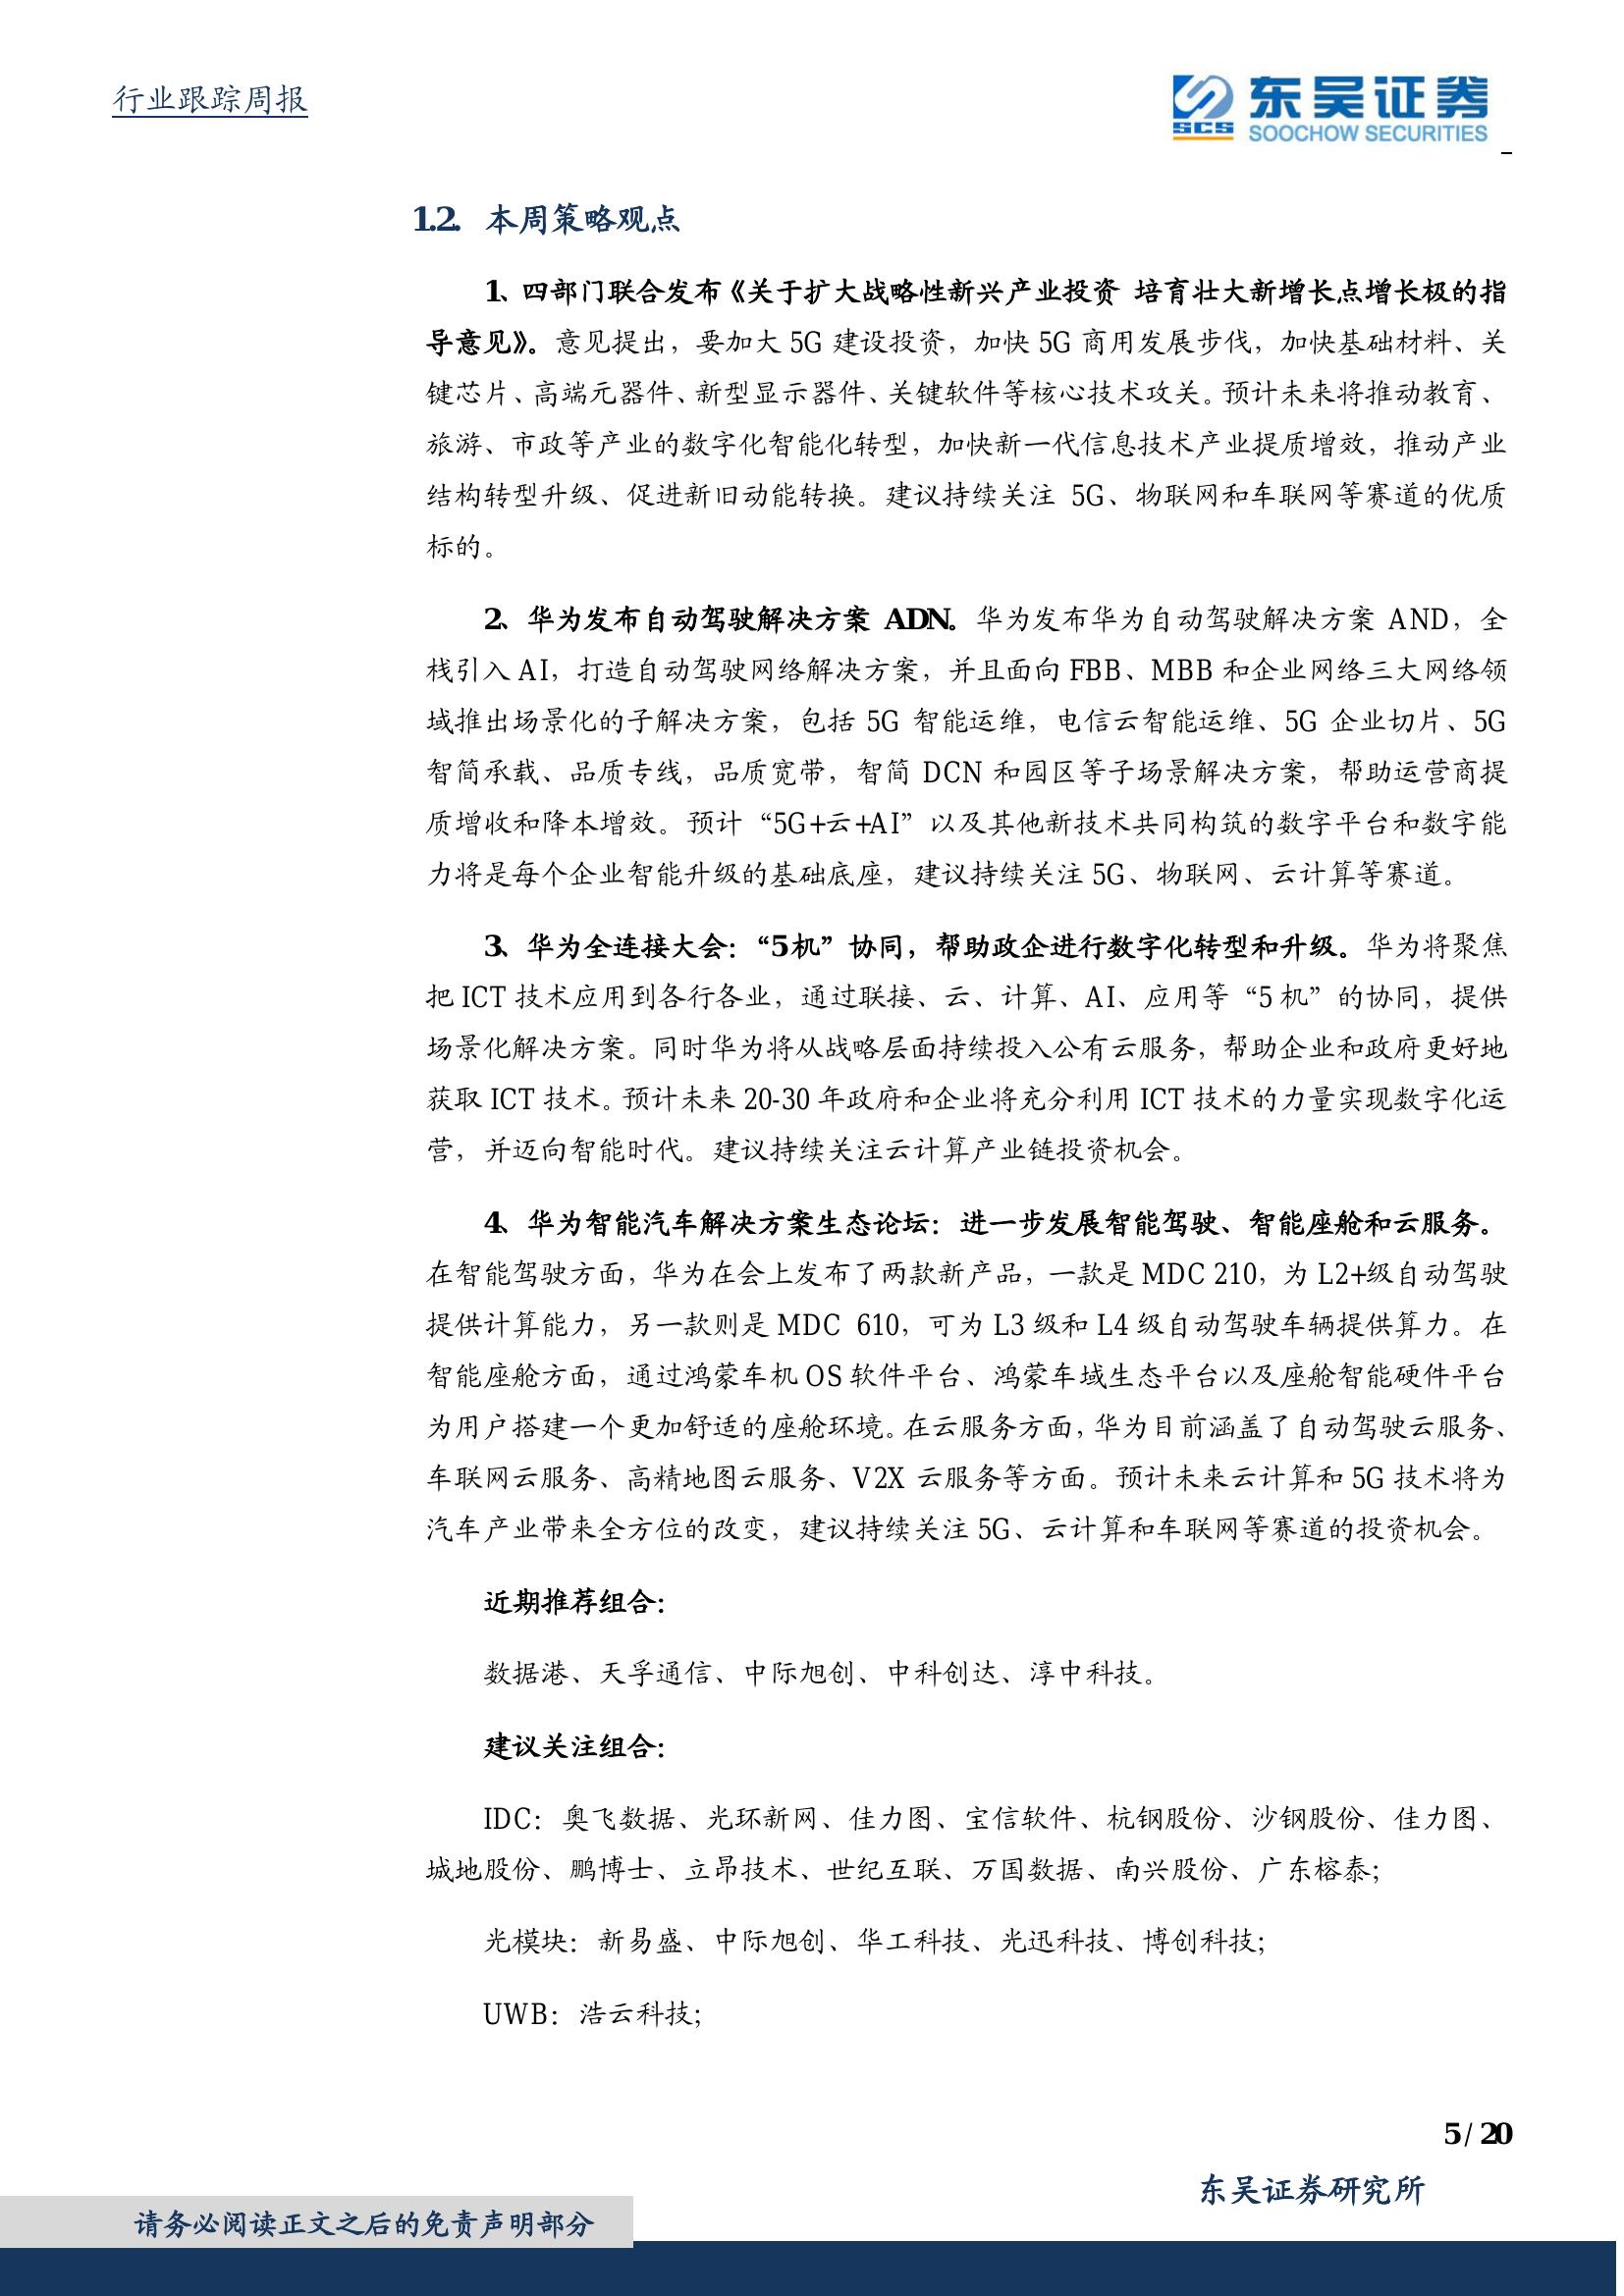 行业跟踪周报
SCS
东吴证券
SOOCHOW SECURITIES
1.2. 本周策略观点
1、四部门联合发布《关于扩大战略性新兴产业投资 培育壮大新增长点增长极的指
导意见》。意见提出，要加大 5G 建设投资，加快 5G 商用发展步伐，加快基础材料、关
键芯片、高端元器件、新型显示器件、关键软件等核心技术攻关。预计未来将推动教育、
旅游、市政等产业的数字化智能化转型，加快新一代信息技术产业提质增效，推动产业
结构转型升级、促进新旧动能转换。建议持续关注 5G、物联网和车联网等赛道的优质
标的。
2、华为发布自动驾驶解决方案 ADN。华为发布华为自动驾驶解决方案 AND，全
栈引入 AI，打造自动驾驶网络解决方案，并且面向 FBB、MBB 和企业网络三大网络领
域推出场景化的子解决方案，包括 5G 智能运维，电信云智能运维、5G 企业切片、5G
智简承载、品质专线，品质宽带，智简 DCN 和园区等子场景解决方案，帮助运营商提
质增收和降本增效。预计“5G+云+AI”以及其他新技术共同构筑的数字平台和数字能
力将是每个企业智能升级的基础底座，建议持续关注 5G、物联网、云计算等赛道。
3、华为全连接大会：“5机”协同，帮助政企进行数字化转型和升级。华为将聚焦
把 ICT 技术应用到各行各业，通过联接、云、计算、AI、应用等“5 机”的协同，提供
场景化解决方案。同时华为将从战略层面持续投入公有云服务，帮助企业和政府更好地
获取 ICT 技术。预计未来 20-30 年政府和企业将充分利用 ICT 技术的力量实现数字化运
营，并迈向智能时代。建议持续关注云计算产业链投资机会。
4、华为智能汽车解决方案生态论坛：进一步发展智能驾驶、智能座舱和云服务。
在智能驾驶方面，华为在会上发布了两款新产品，一款是 MDC 210，为 L2+级自动驾驶
提供计算能力，另一款则是 MDC 610，可为 L3 级和 L4 级自动驾驶车辆提供算力。在
智能座舱方面，通过鸿蒙车机 OS 软件平台、鸿蒙车域生态平台以及座舱智能硬件平台
为用户搭建一个更加舒适的座舱环境。在云服务方面，华为目前涵盖了自动驾驶云服务、
车联网云服务、高精地图云服务、V2X 云服务等方面。预计未来云计算和 5G 技术将为
汽车产业带来全方位的改变，建议持续关注 5G、云计算和车联网等赛道的投资机会。
近期推荐组合：
数据港、天孚通信、中际旭创、中科创达、淳中科技。
建议关注组合：
IDC：奥飞数据、光环新网、佳力图、宝信软件、杭钢股份、沙钢股份、佳力图、
城地股份、鹏博士、立昂技术、世纪互联、万国数据、南兴股份、广东榕泰；
光模块：新易盛、中际旭创、华工科技、光迅科技、博创科技；
UWB：浩云科技；
5 / 20
东吴证券研究所
请务必阅读正文之后的免责声明部分